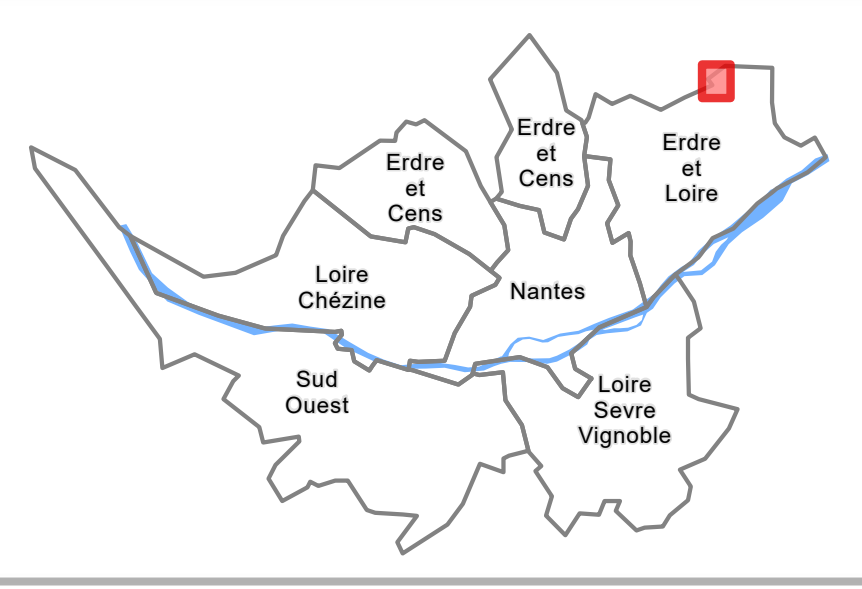 Erdre
et
Cens
Erdre
et
Loire
Erdre
et
Cens
Loire
Chézine
Nantes
Sud
Ouest
Loire
Sevre
Vignoble